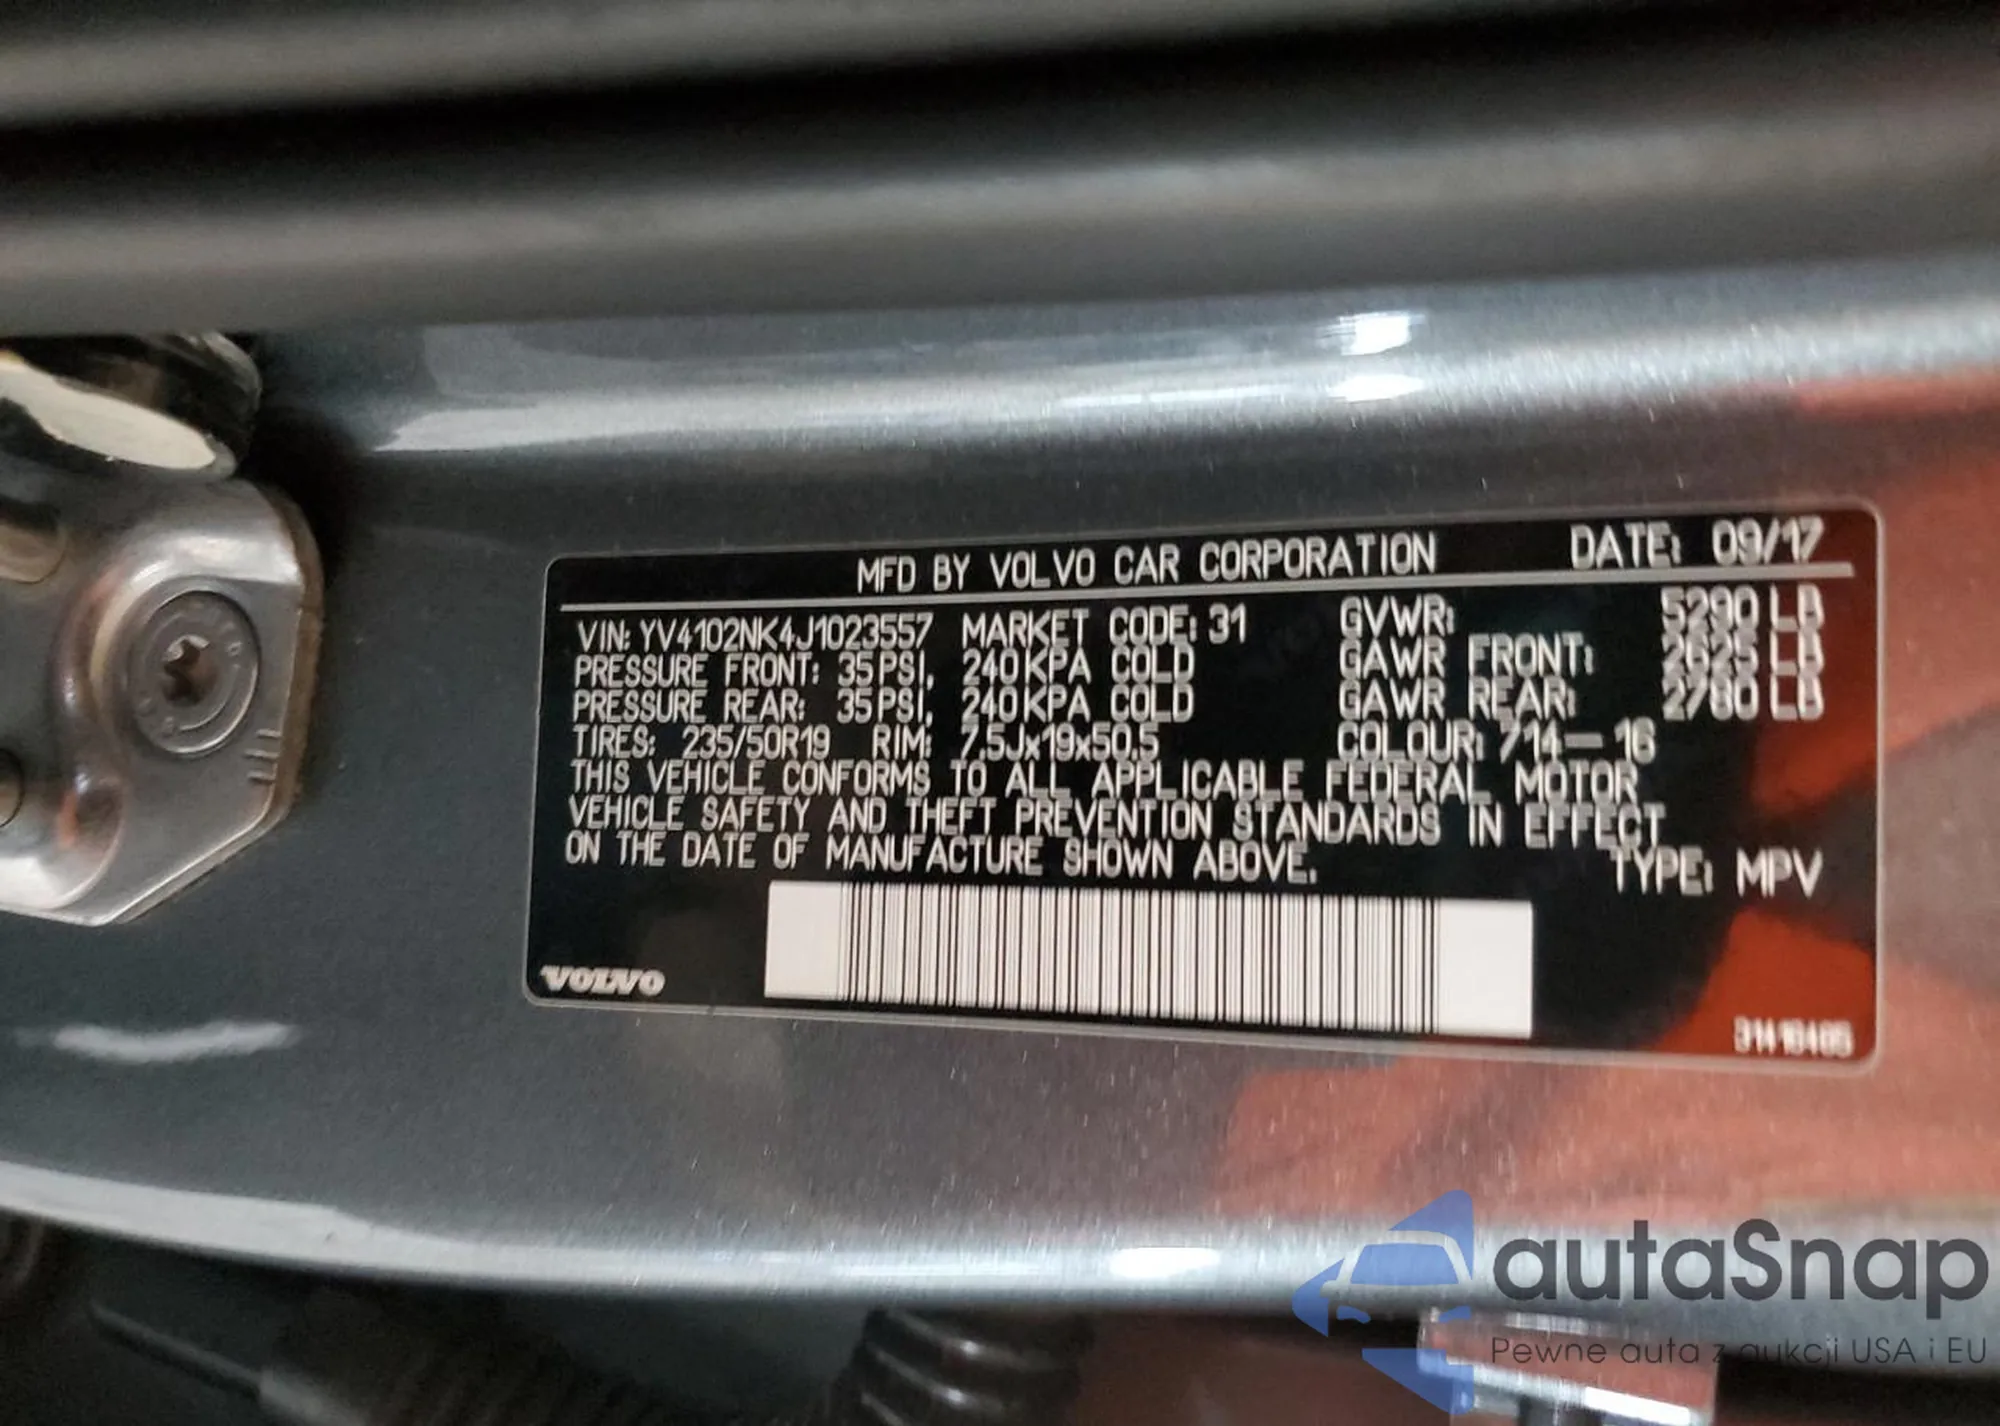 MFD BY VOLVO CAR CORPORATION DATE: 09/17
VIN: YV4102NK4J1023557 MARKET CODE: 31 GVWR: 5290 LB
PRESSURE FRONT: 35 PSI, 240 KPA COLD GAWR FRONT: 2625 LB
PRESSURE REAR: 35 PSI, 240 KPA COLD GAWR REAR: 2780 LB
TIRES: 235/50R19 RIM: 7,5Jx19x50,5 COLOUR: 714-16
THIS VEHICLE CONFORMS TO ALL APPLICABLE FEDERAL MOTOR
VEHICLE SAFETY AND THEFT PREVENTION STANDARDS IN EFFECT
ON THE DATE OF MANUFACTURE SHOWN ABOVE.
TYPE: MPV
VOLVO
autaSnap
Pewne auta z aukcji USA i EU